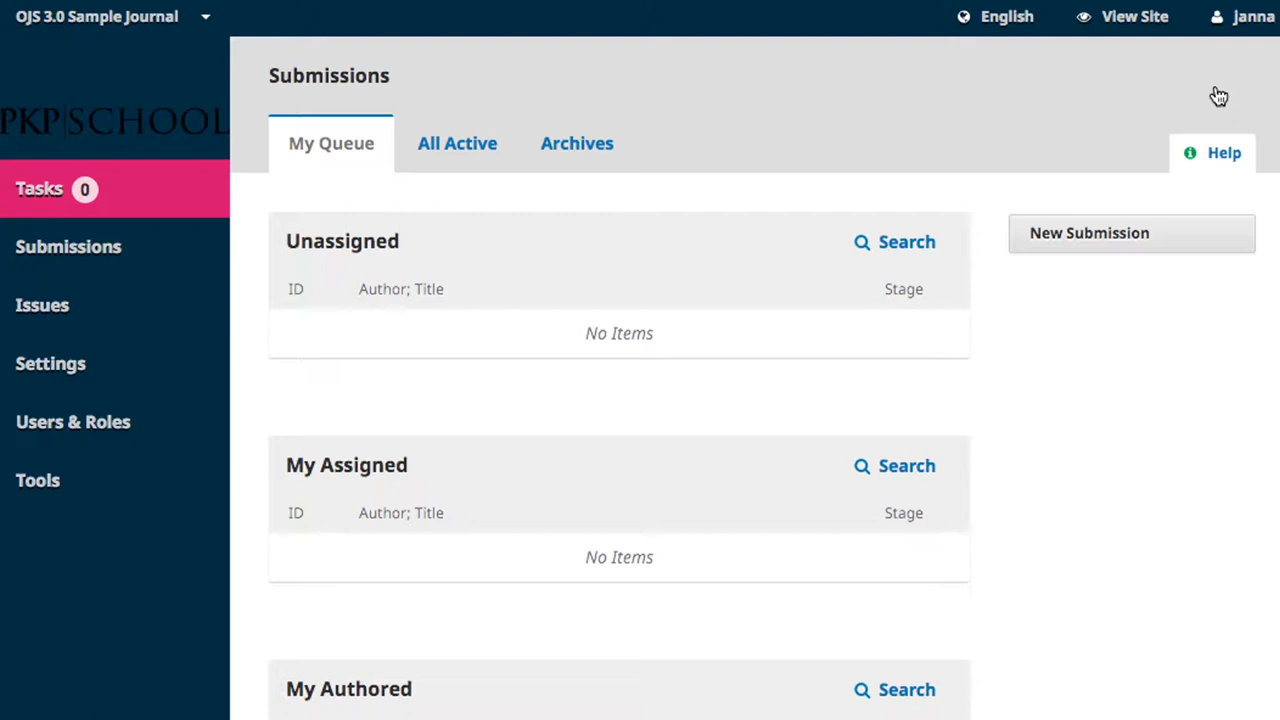 OJS 3.0 Sample Journal
English
View Site
Janna
PKP|SCHOOL
Tasks 0
Submissions
Issues
Settings
Users & Roles
Tools
Submissions
My Queue
All Active
Archives
Help
Unassigned
Search
ID
Author; Title
Stage
No Items
New Submission
My Assigned
Search
ID
Author; Title
Stage
No Items
My Authored
Search